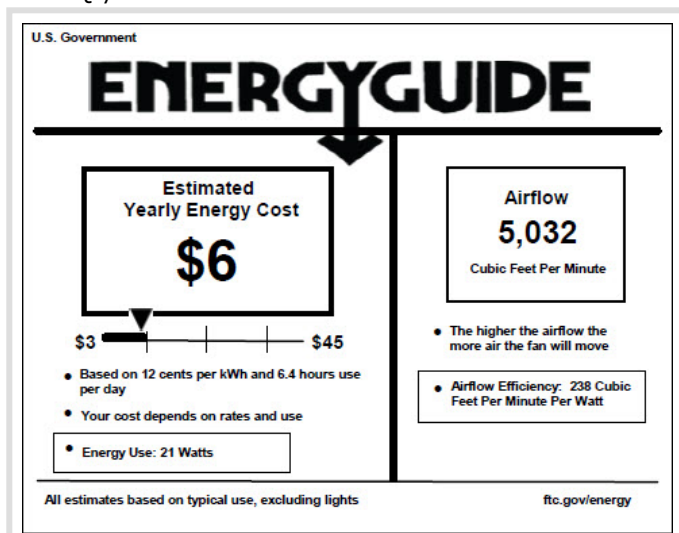 U.S. Government
ENERGYGUIDE
Estimated
Yearly Energy Cost
$6
$3
$45
• Based on 12 cents per kWh and 6.4 hours use
per day
• Your cost depends on rates and use
• Energy Use: 21 Watts
Airflow
5,032
Cubic Feet Per Minute
• The higher the airflow the
more air the fan will move
• Airflow Efficiency: 238 Cubic
Feet Per Minute Per Watt
All estimates based on typical use, excluding lights
ftc.gov/energy